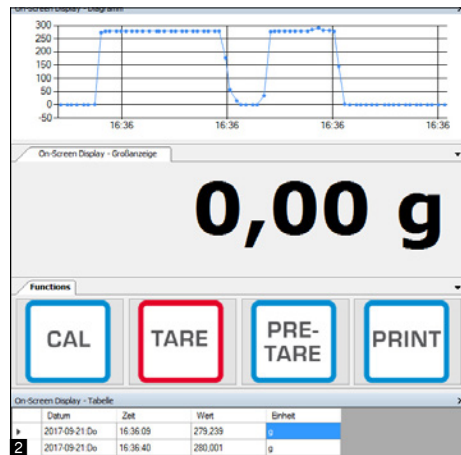 On-Screen Display - Diagramm
300
250
200
150
100
50
0
-50
16:36 16:36 16:36 16:36
On-Screen Display - Großanzeige
0,00 g
Functions
CAL TARE PRE-TARE PRINT
On-Screen Display - Tabelle
Datum Zeit Wert Einheit
2017-09-21:Do 16:36:09 279,239 g
2017-09-21:Do 16:36:40 280,001 g
2